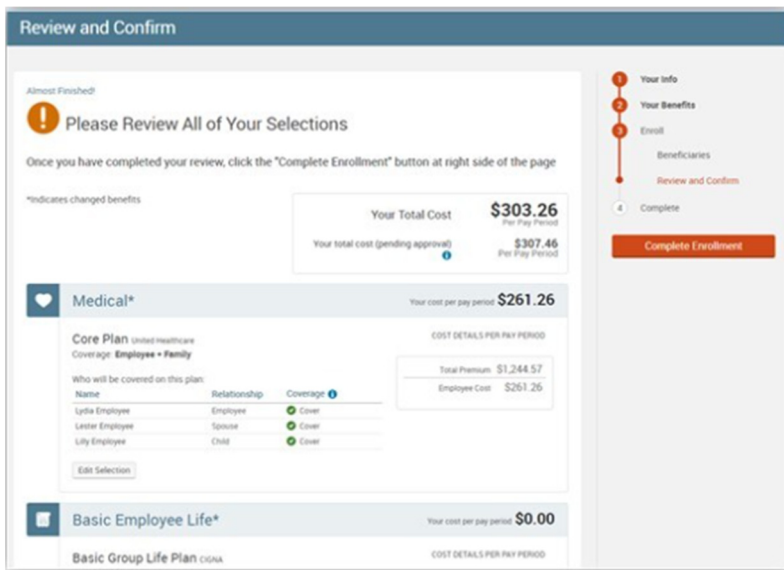 Review and Confirm
Almost Finished!
Please Review All of Your Selections
Once you have completed your review, click the "Complete Enrollment" button at right side of the page
*Indicates changed benefits
Your Total Cost $303.26
Per Pay Period
Your total cost (pending approval) $307.46
Per Pay Period
Medical* Your cost per pay period $261.26
Core Plan United Healthcare
COST DETAILS PER PAY PERIOD
Coverage: Employee + Family
Total Premium $1,244.57
Employee Cost $261.26
Who will be covered on this plan:
Name Relationship Coverage
Lydia Employee Employee Cover
Lester Employee Spouse Cover
Lilly Employee Child Cover
Edit Selection
Basic Employee Life* Your cost per pay period $0.00
Basic Group Life Plan CIGNA
COST DETAILS PER PAY PERIOD
1 Your Info
2 Your Benefits
3 Enroll
Beneficiaries
Review and Confirm
4 Complete
Complete Enrollment